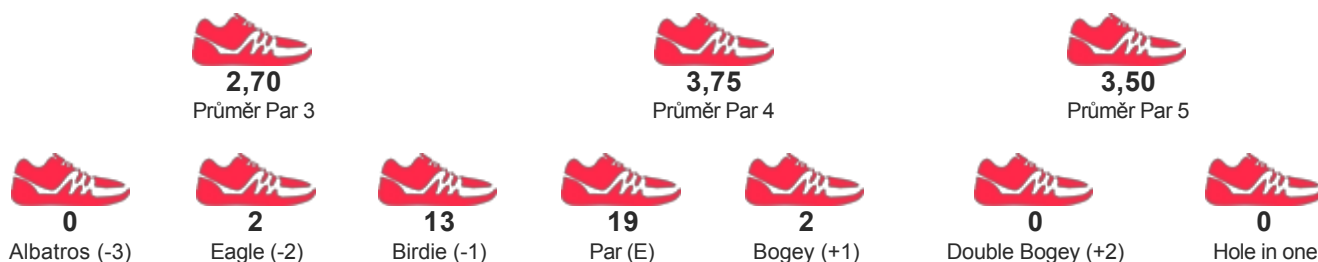 2,70
Průměr Par 3
3,75
Průměr Par 4
3,50
Průměr Par 5
0
Albatros (-3)
2
Eagle (-2)
13
Birdie (-1)
19
Par (E)
2
Bogey (+1)
0
Double Bogey (+2)
0
Hole in one